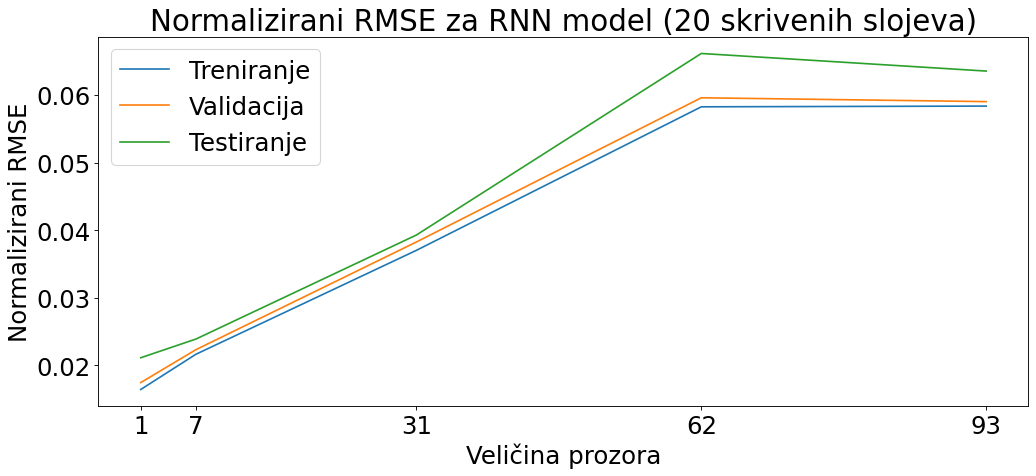 Normalizirani RMSE za RNN model (20 skrivenih slojeva)
Treniranje
Validacija
Testiranje
Normalizirani RMSE
0.06
0.05
0.04
0.03
0.02
1 7 31 62 93
Veličina prozora